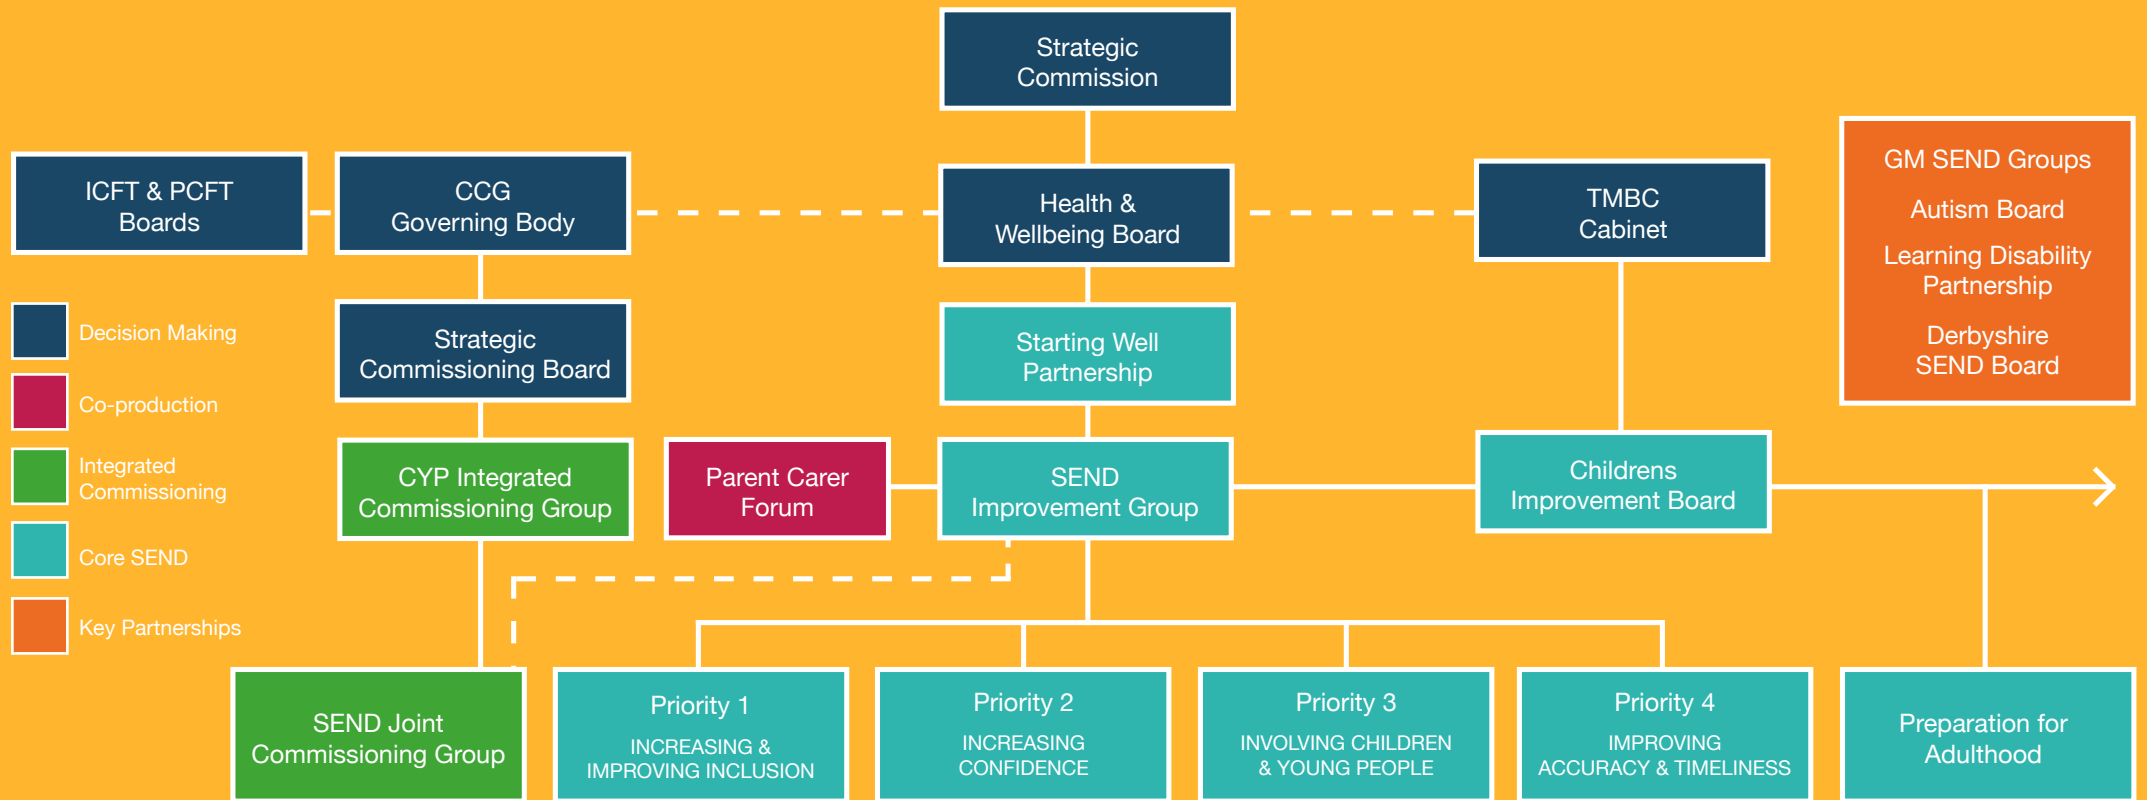 Strategic
Commission
ICFT & PCFT
Boards
CCG
Governing Body
Health &
Wellbeing Board
TMBC
Cabinet
GM SEND Groups
Autism Board
Learning Disability
Partnership
Derbyshire
SEND Board
Decision Making
Co-production
Integrated
Commissioning
Core SEND
Key Partnerships
Strategic
Commissioning Board
Starting Well
Partnership
CYP Integrated
Commissioning Group
Parent Carer
Forum
SEND
Improvement Group
Childrens
Improvement Board
SEND Joint
Commissioning Group
Priority 1
INCREASING &
IMPROVING INCLUSION
Priority 2
INCREASING
CONFIDENCE
Priority 3
INVOLVING CHILDREN
& YOUNG PEOPLE
Priority 4
IMPROVING
ACCURACY & TIMELINESS
Preparation for
Adulthood